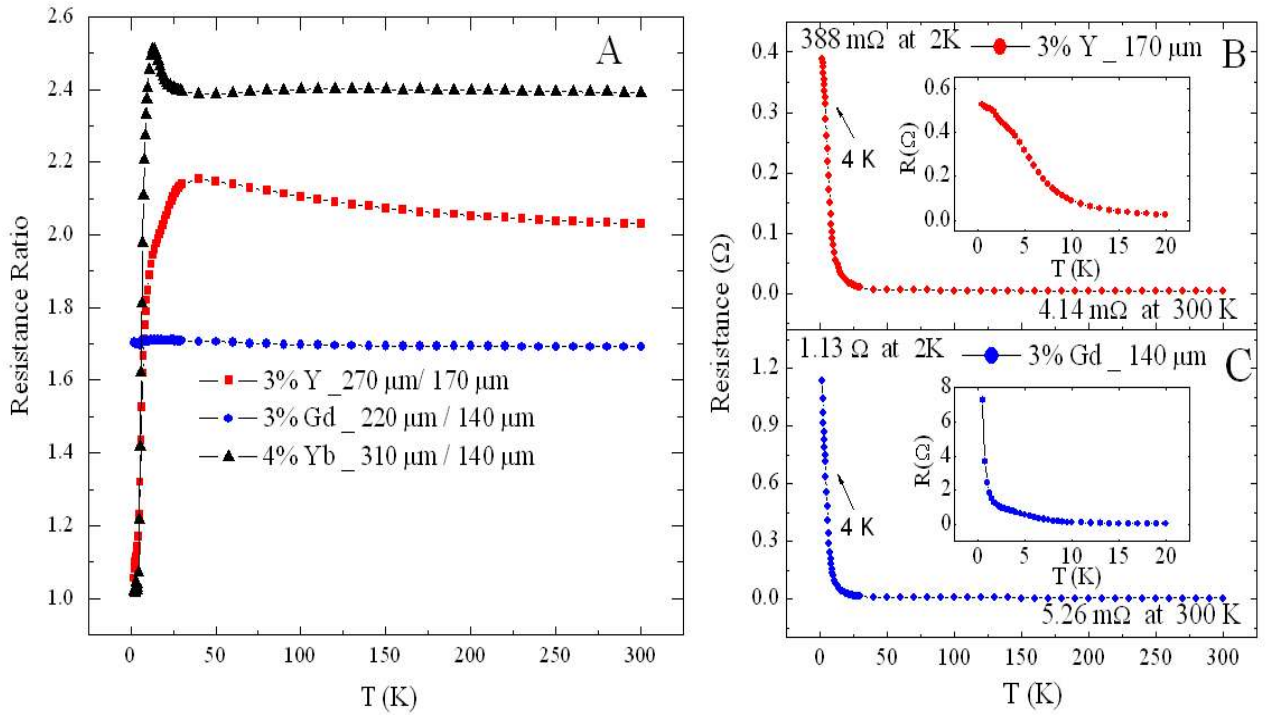 A
2.6
2.4
2.2
2.0
1.8
1.6
1.4
1.2
1.0
Resistance Ratio
3% Y _ 270 μm/ 170 μm
3% Gd _ 220 μm / 140 μm
4% Yb _ 310 μm / 140 μm
0 50 100 150 200 250 300
T (K)
B
388 mΩ at 2K
3% Y _ 170 μm
0.4
0.3
0.2
0.1
0.0
4 K
0.6
0.4
0.2
0.0
R(Ω)
0 5 10 15 20
T (K)
4.14 mΩ at 300 K
Resistance (Ω)
C
1.13 Ω at 2K
3% Gd _ 140 μm
1.2
0.9
0.6
0.3
0.0
4 K
8
6
4
2
0
R(Ω)
0 5 10 15 20
T (K)
5.26 mΩ at 300 K
0 50 100 150 200 250 300
T (K)